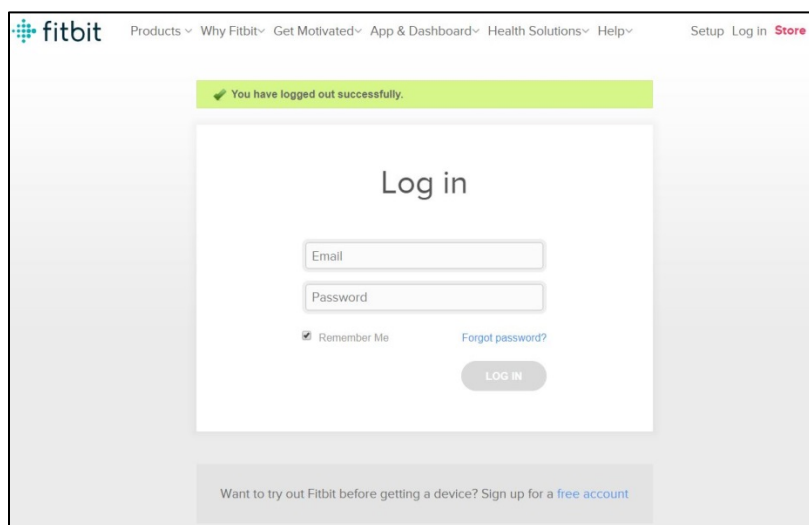 fitbit
Products Why Fitbit Get Motivated App & Dashboard Health Solutions Help Setup Log in Store
You have logged out successfully.
Log in
Email
Password
Remember Me Forgot password?
LOG IN
Want to try out Fitbit before getting a device? Sign up for a free account